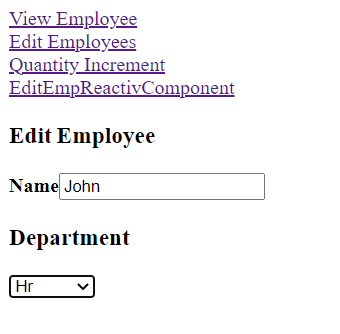 View Employee
Edit Employees
Quantity Increment
EditEmpReactivComponent
Edit Employee
Name John
Department
Hr